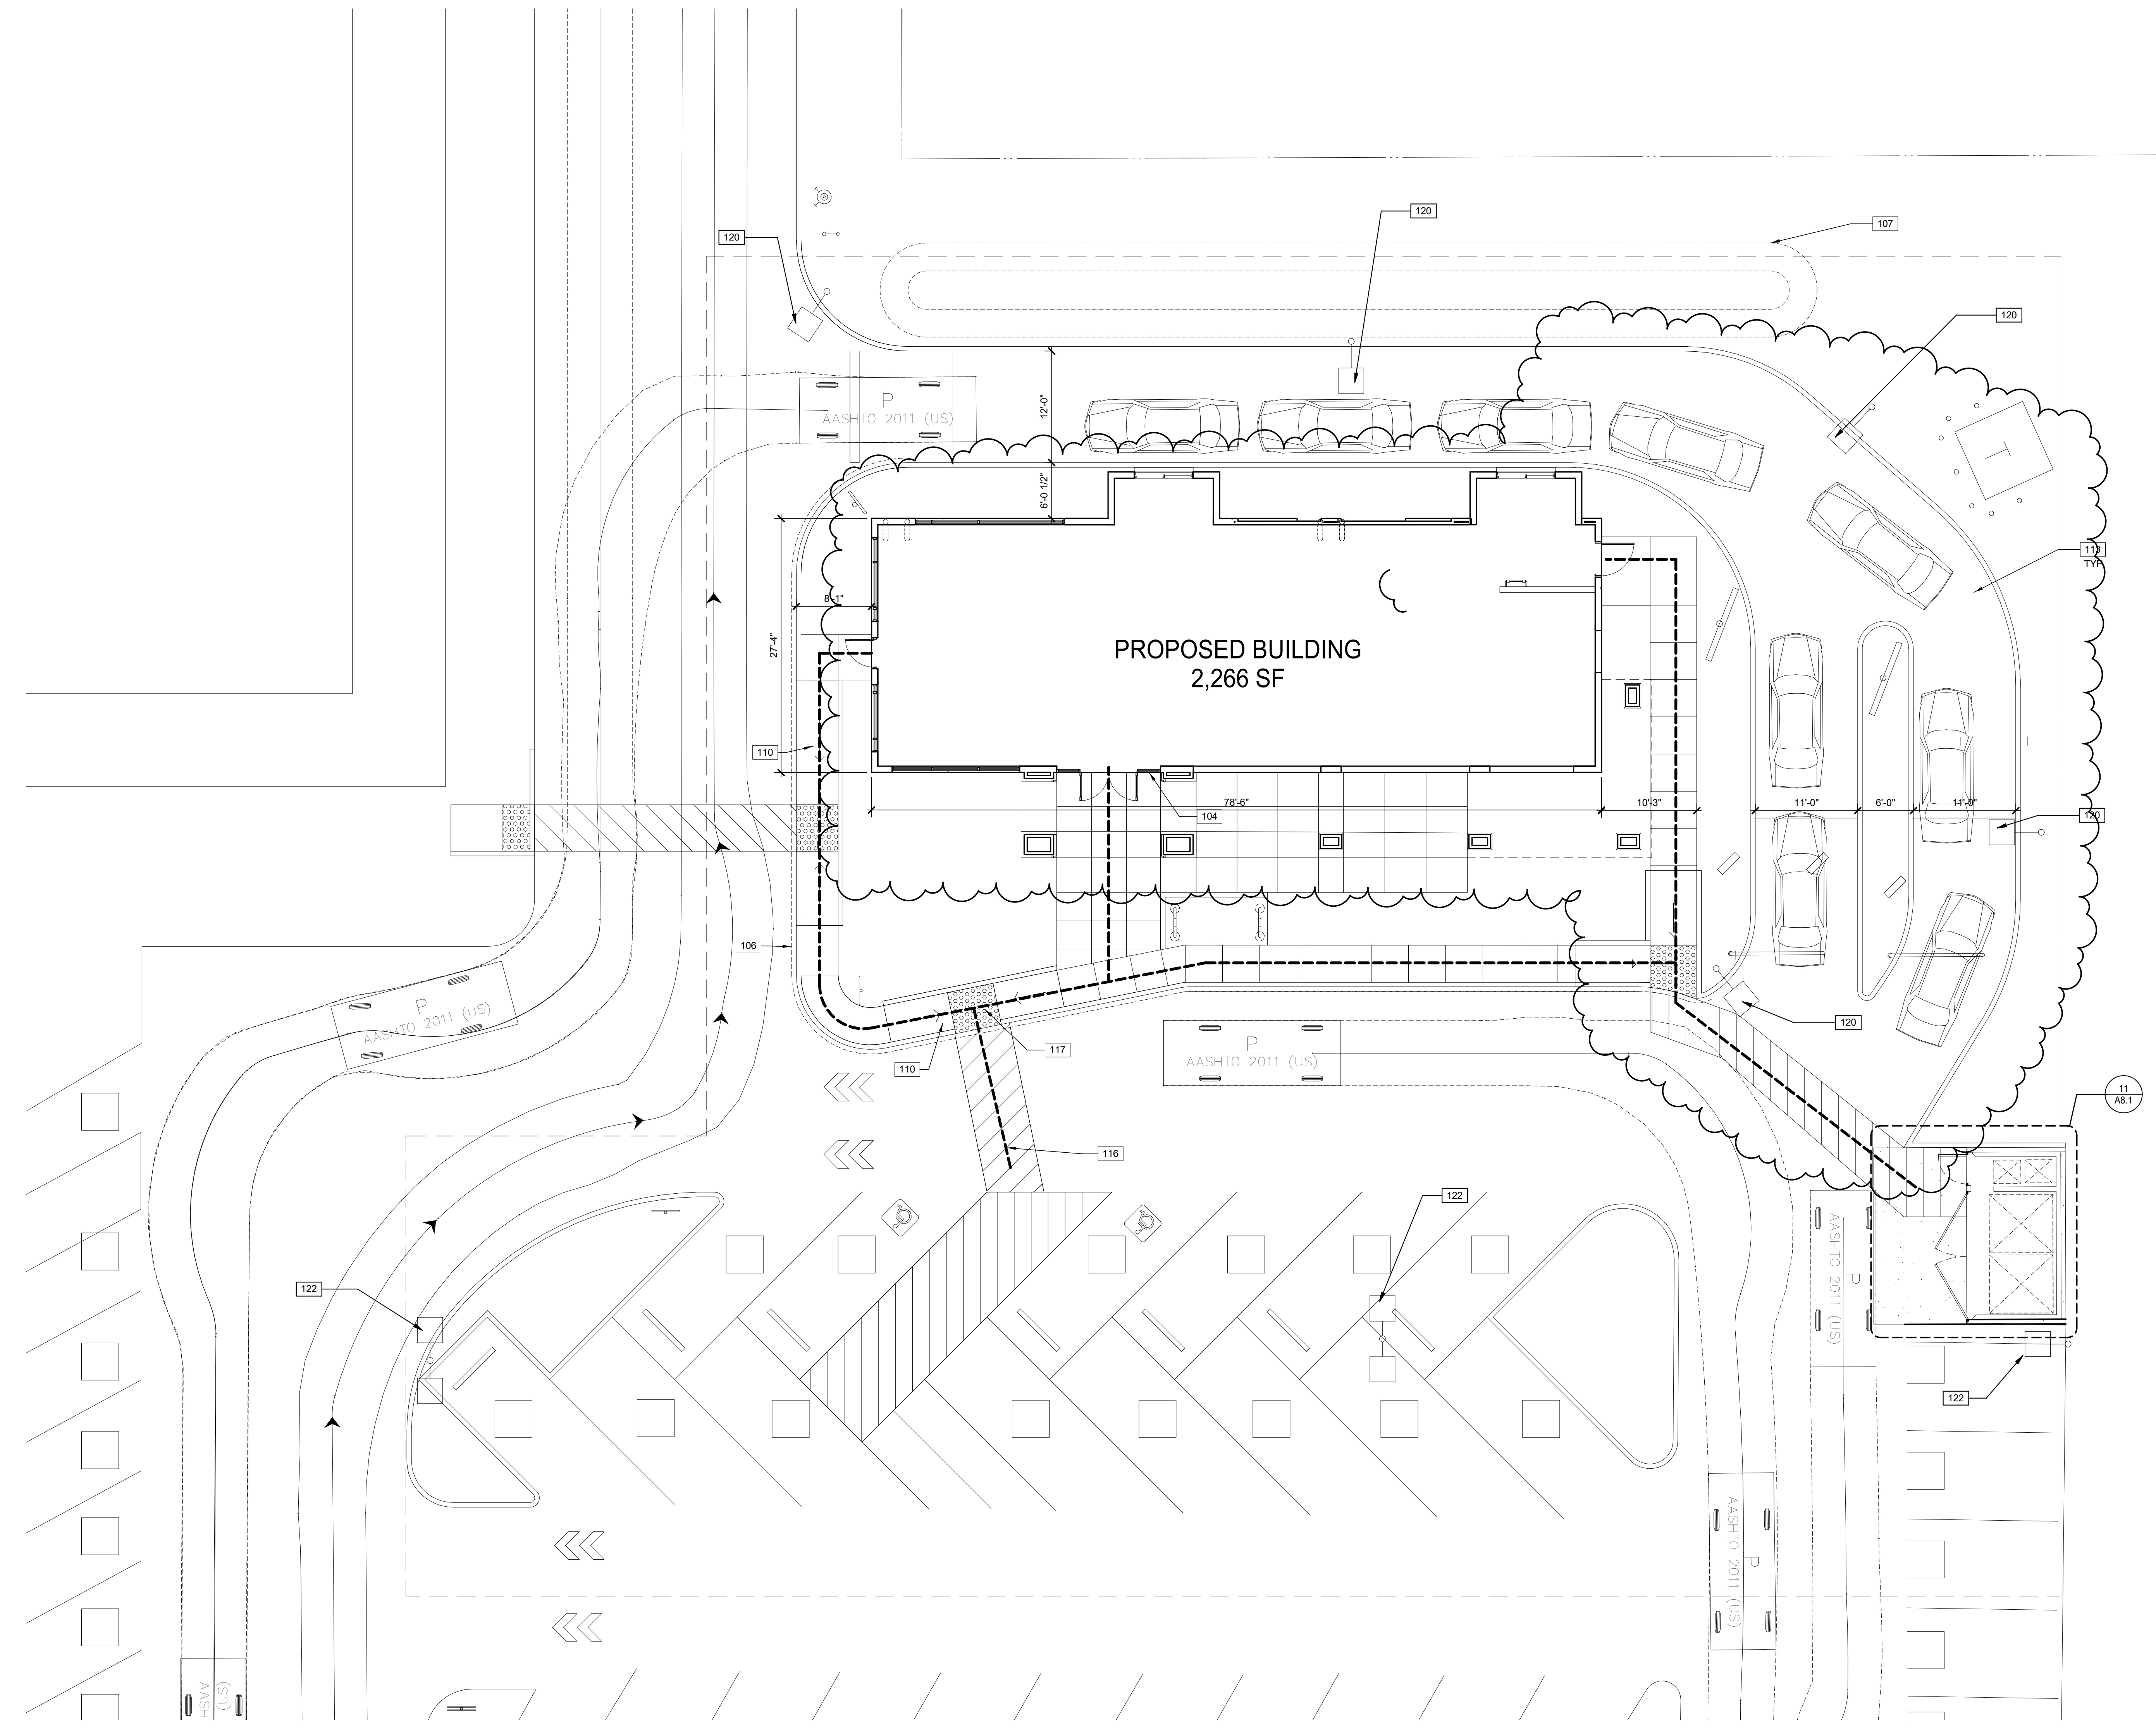 120
107
120
120
P
AASHTO 2011 (US)
12'-0"
6'-0 1/2"
113
TYP
8'-1"
27'-4"
PROPOSED BUILDING
2,266 SF
110
78'-6"
104
10'-3"
11'-0"
6'-0"
11'-0"
120
106
P
AASHTO 2011 (US)
120
117
110
P
AASHTO 2011 (US)
11
A8.1
116
122
P
AASHTO 2011 (US)
122
122
P
AASHTO 2011 (US)
(US)
AASH